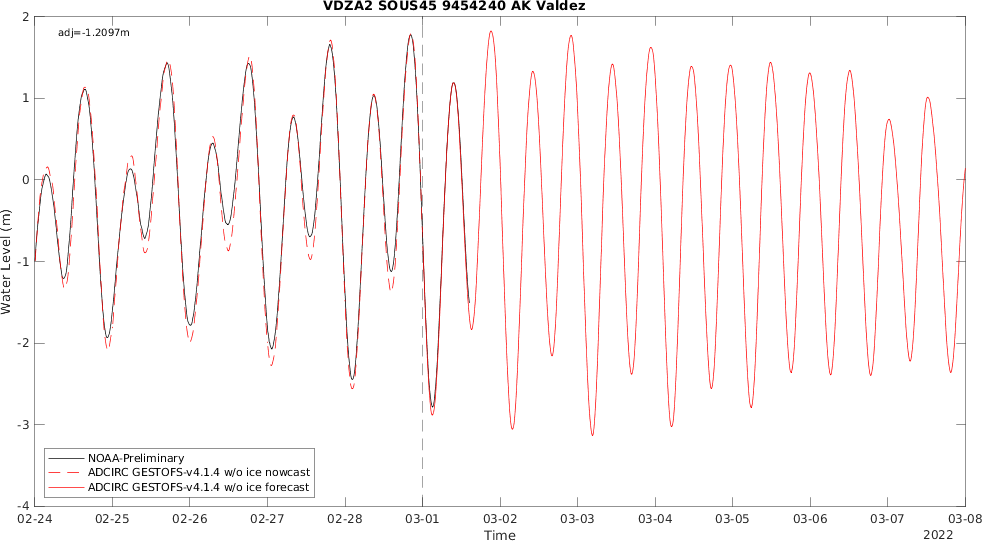 VDZA2 SOUS45 9454240 AK Valdez
adj=-1.2097m
2
1
0
-1
-2
-3
-4
Water Level (m)
NOAA-Preliminary
ADCIRC GESTOFS-v4.1.4 w/o ice nowcast
ADCIRC GESTOFS-v4.1.4 w/o ice forecast
02-24 02-25 02-26 02-27 02-28 03-01 03-02 03-03 03-04 03-05 03-06 03-07 03-08
Time
2022